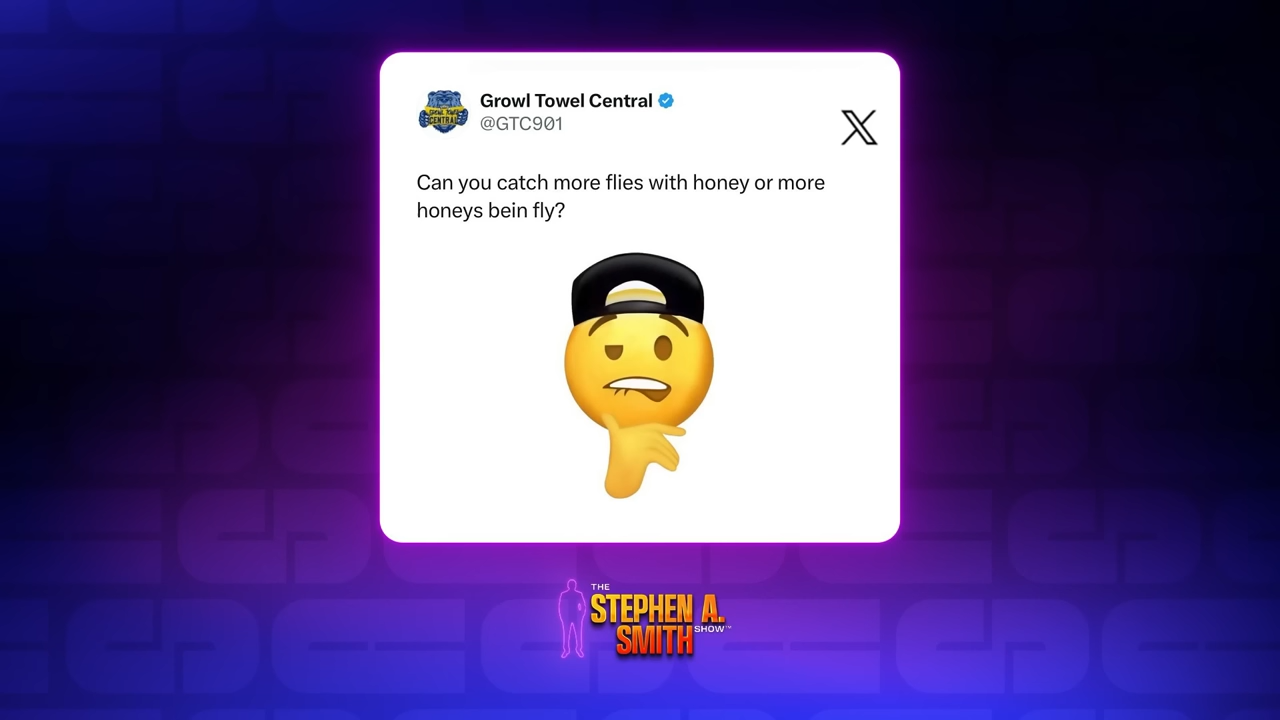 Growl Towel Central
@GTC901
Can you catch more flies with honey or more
honeys bein fly?
THE
STEPHEN A.
SMITH SHOW™